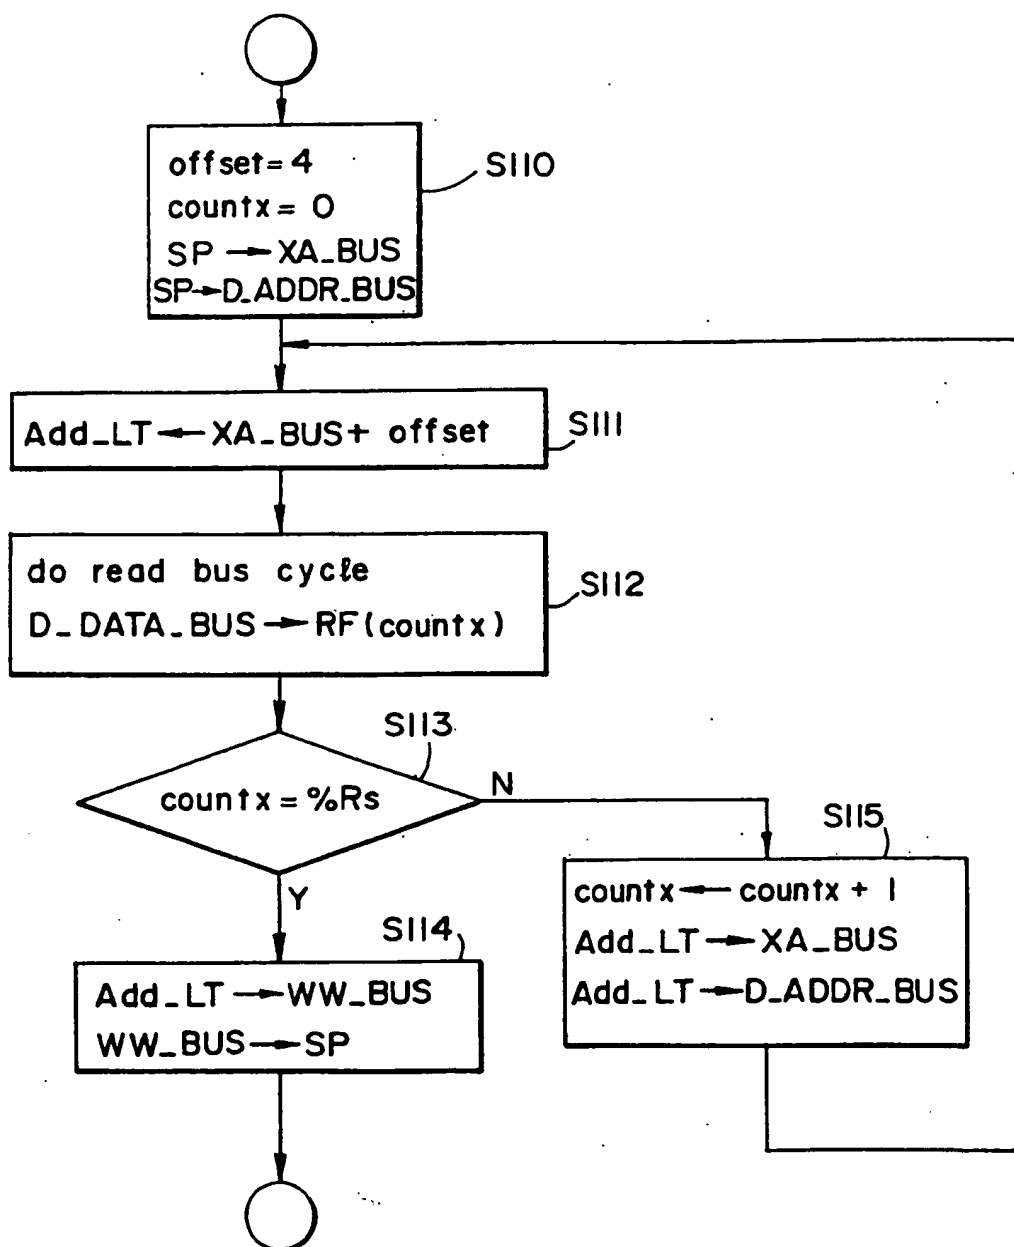 offset= 4
countx = 0
SP → XA_BUS
SP→D_ADDR_BUS
S110
Add_LT ← XA_BUS+ offset
S111
do read bus cycle
D_DATA_BUS → RF(countx)
S112
S113
countx = %Rs
N
Y
S115
countx ← countx + 1
Add_LT → XA_BUS
Add_LT → D_ADDR_BUS
S114
Add_LT → WW_BUS
WW_BUS → SP